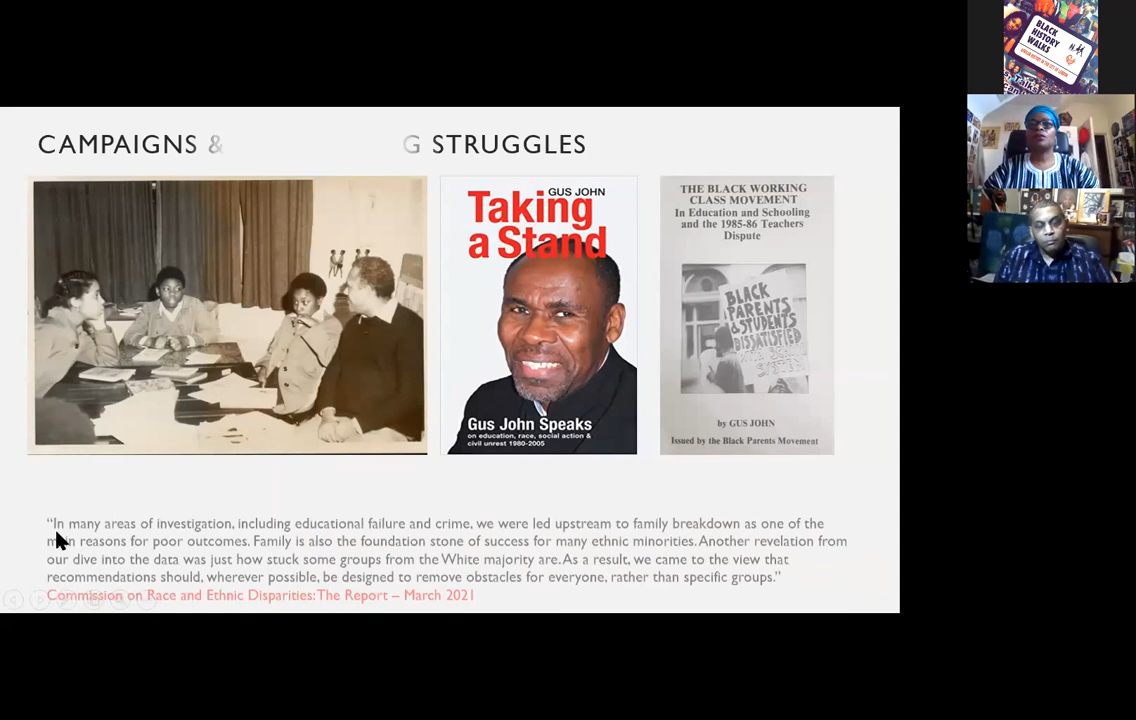 BLACK
HISTORY
WALKS
CAMPAIGNS &
G STRUGGLES
GUS JOHN
Taking
a Stand
Gus John Speaks
on education, race, social action &
civil unrest 1980-2005
THE BLACK WORKING
CLASS MOVEMENT
In Education and Schooling
and the 1985-86 Teachers
Dispute
BLACK
PARENTS
& STUDENTS
DISSATISFIED
by GUS JOHN
Issued by the Black Parents Movement
“In many areas of investigation, including educational failure and crime, we were led upstream to family breakdown as one of the
main reasons for poor outcomes. Family is also the foundation stone of success for many ethnic minorities. Another revelation from
our dive into the data was just how stuck some groups from the White majority are. As a result, we came to the view that
recommendations should, wherever possible, be designed to remove obstacles for everyone, rather than specific groups.”
Commission on Race and Ethnic Disparities: The Report – March 2021